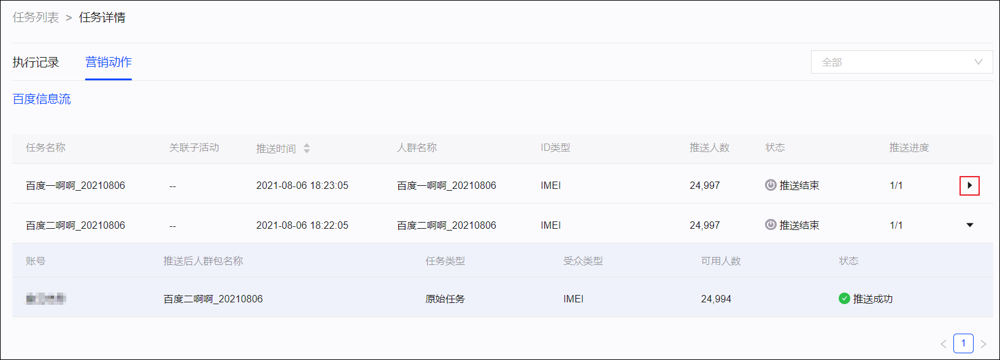 任务列表 > 任务详情
执行记录 营销动作 全部
百度信息流
任务名称 关联子活动 推送时间 人群名称 ID类型 推送人数 状态 推送进度
百度一啊啊_20210806 -- 2021-08-06 18:23:05 百度一啊啊_20210806 IMEI 24,997 推送结束 1/1
百度二啊啊_20210806 -- 2021-08-06 18:22:05 百度二啊啊_20210806 IMEI 24,997 推送结束 1/1
账号 推送后人群包名称 任务类型 受众类型 可用人数 状态
百度二啊啊_20210806 原始任务 IMEI 24,994 推送成功
< 1 >